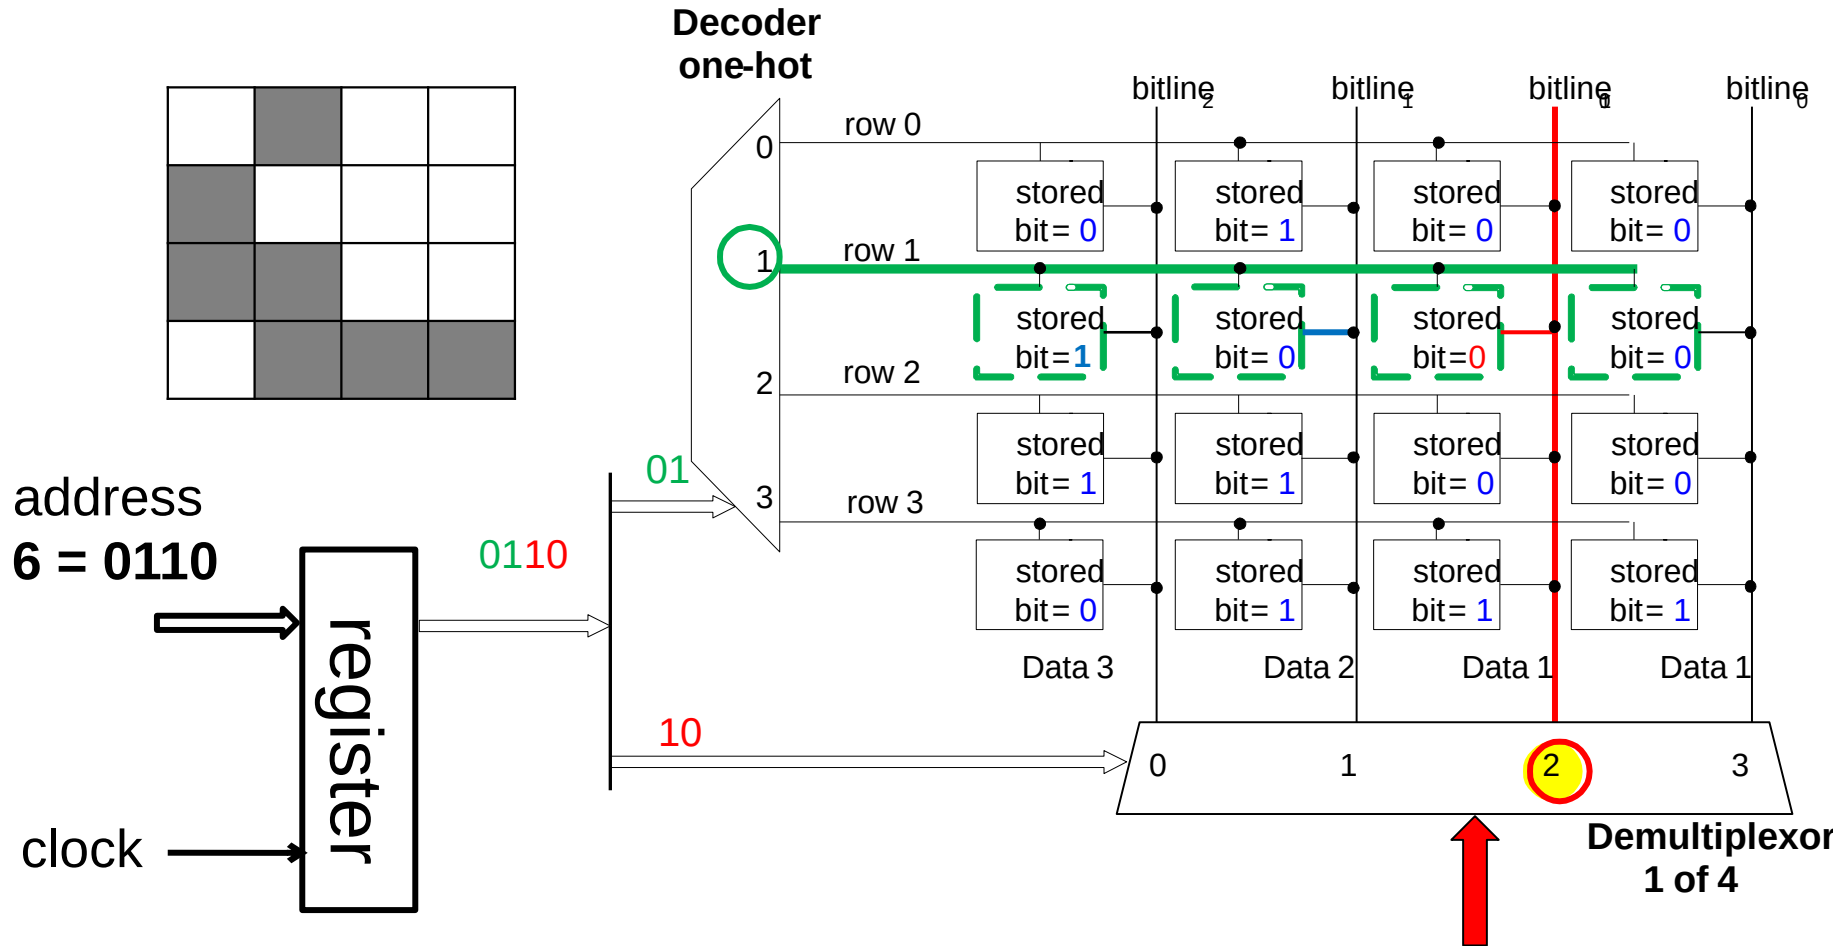 Decoder
one-hot
bitline2
bitline1
bitline
bitline0
row 0
0
stored
bit= 0
stored
bit= 1
stored
bit= 0
stored
bit= 0
row 1
1
stored
bit=1
stored
bit= 0
stored
bit=0
stored
bit= 0
row 2
2
stored
bit= 1
stored
bit= 1
stored
bit= 0
stored
bit= 0
row 3
3
stored
bit= 0
stored
bit= 1
stored
bit= 1
stored
bit= 1
01
address
6 = 0110
0110
register
clock
10
Data 3
Data 2
Data 1
Data 1
0
1
2
3
Demultiplexor
1 of 4